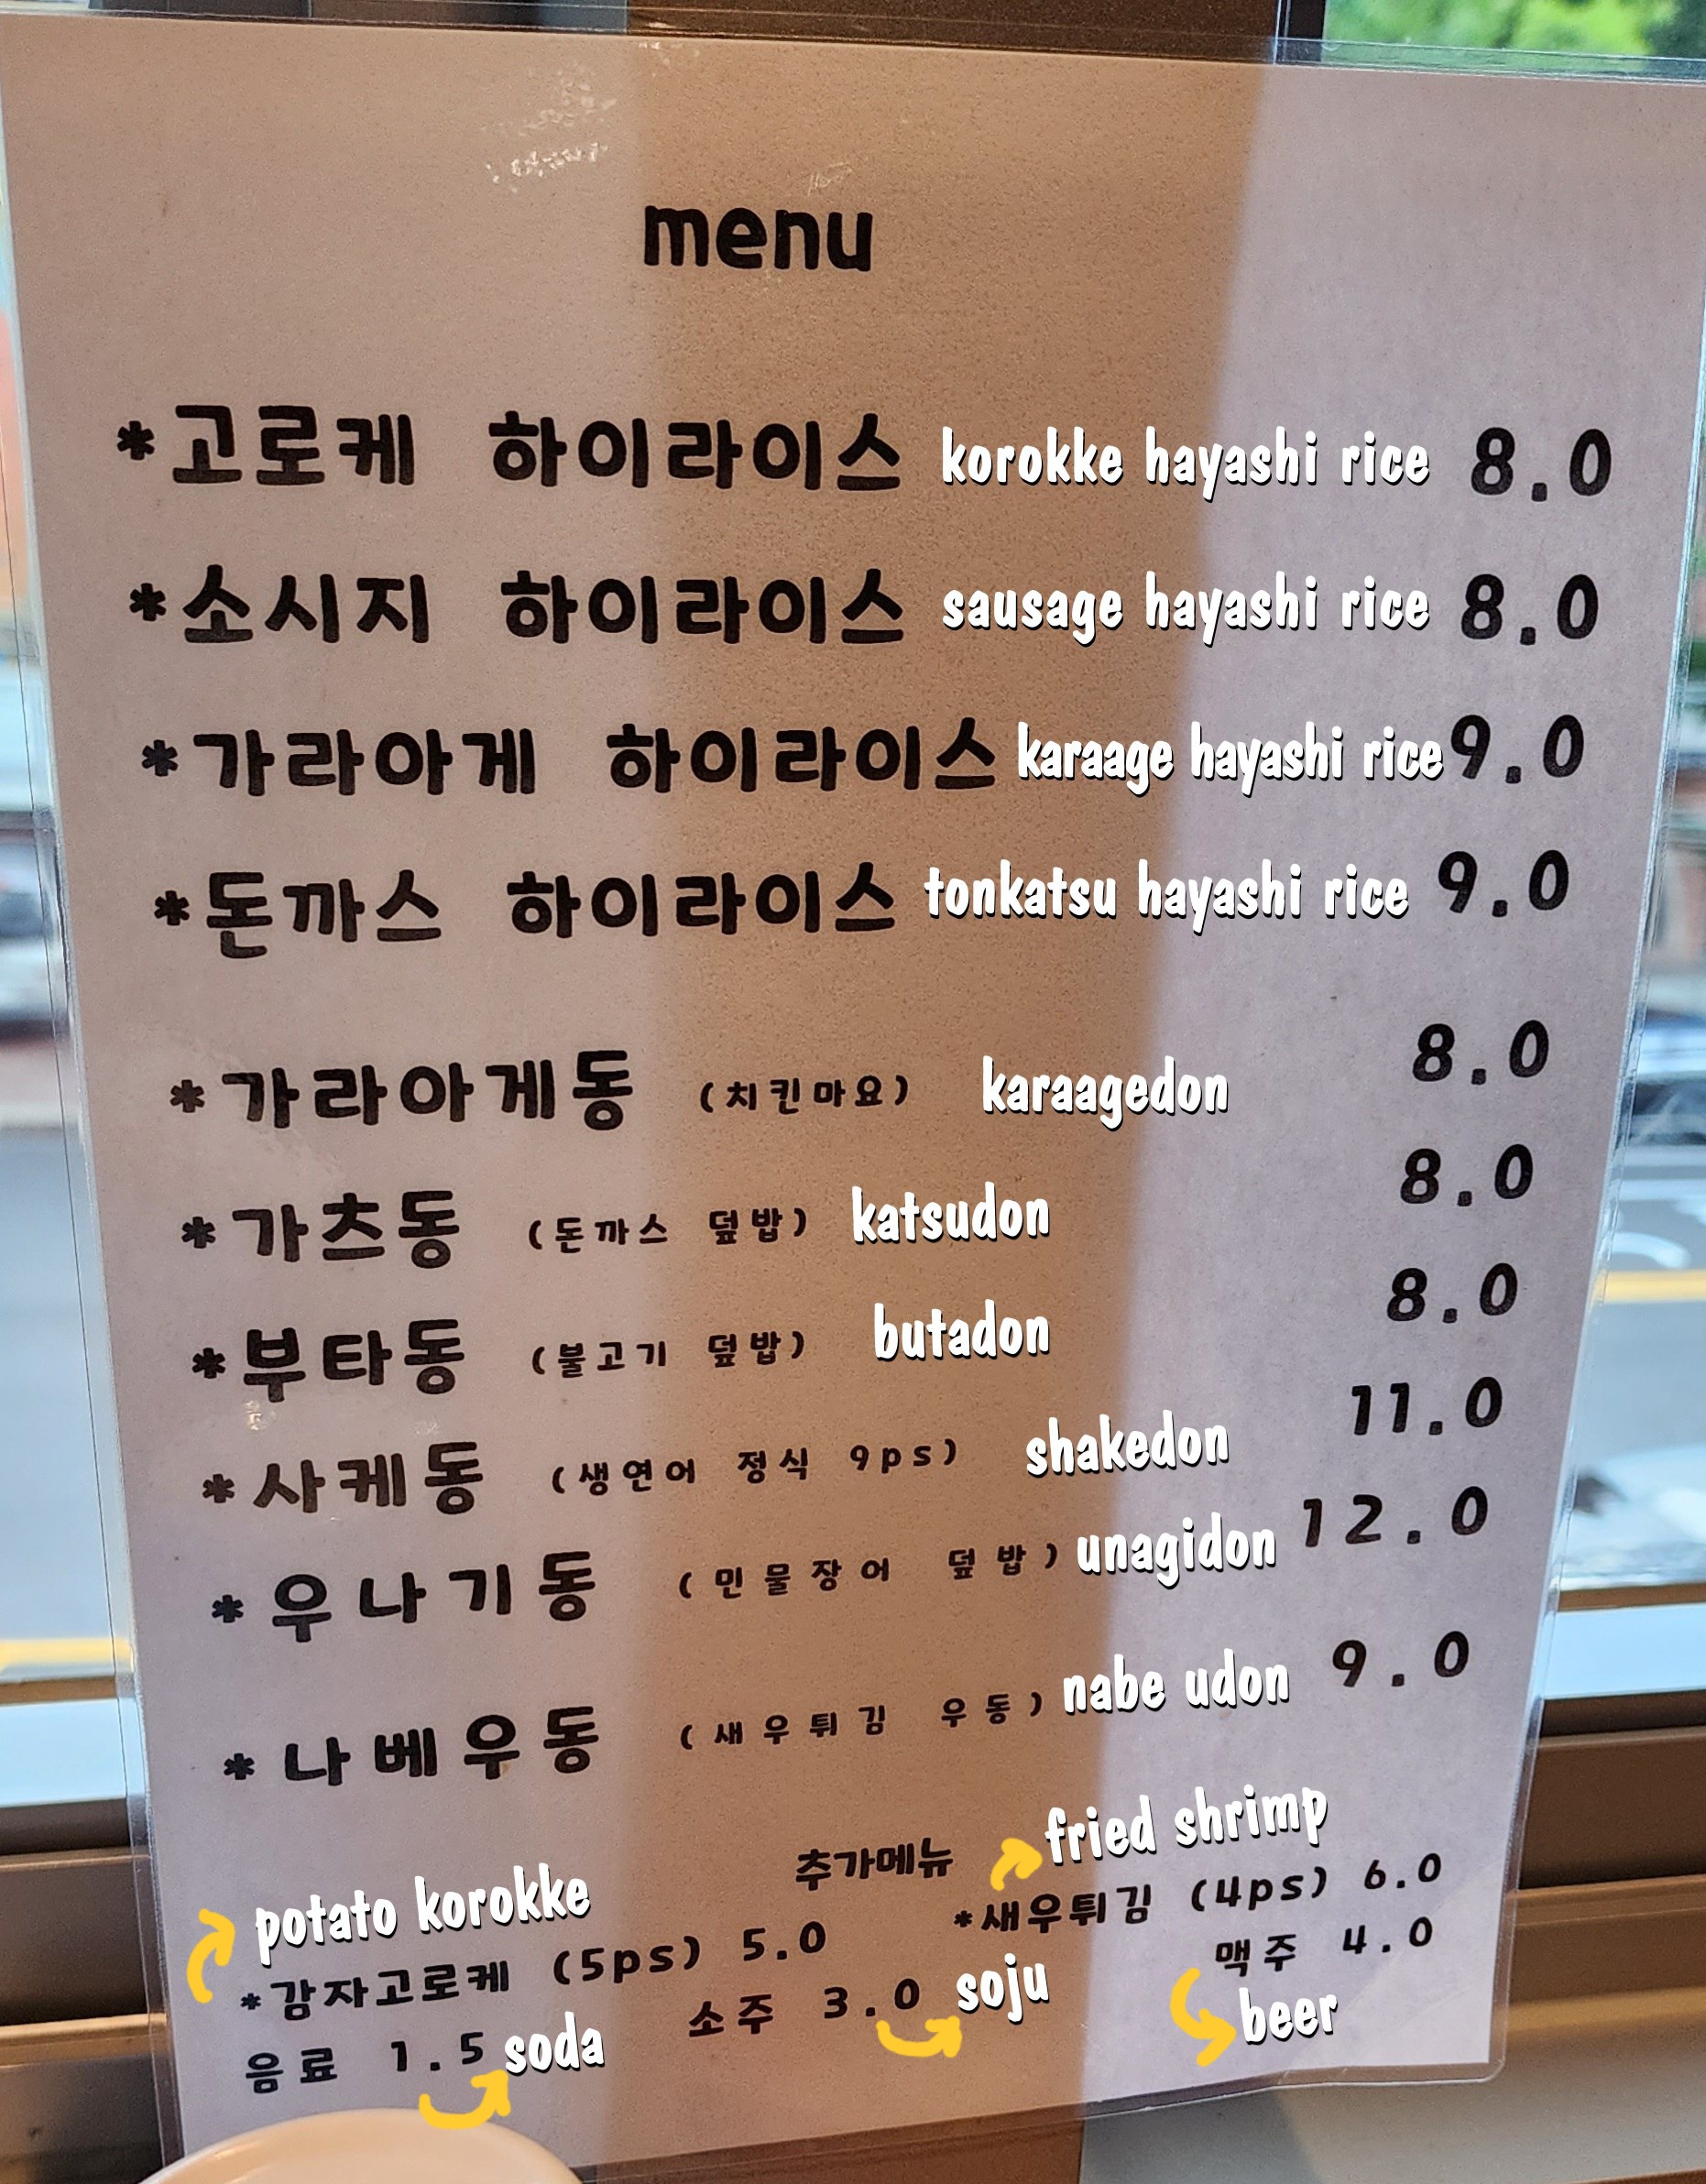 menu
*고로케 하이라이스 korokke hayashi rice 8.0
*소시지 하이라이스 sausage hayashi rice 8.0
*가라아게 하이라이스 karaage hayashi rice 9.0
*돈까스 하이라이스 tonkatsu hayashi rice 9.0
*가라아게동 (치킨마요) karaagedon 8.0
*가츠동 (돈까스 덮밥) katsudon 8.0
*부타동 (불고기 덮밥) butadon 8.0
*사케동 (생연어 정식 9ps) shakedon 11.0
*우나기동 (민물장어 덮밥) unagidon 12.0
*나베우동 (새우튀김 우동) nabe udon 9.0
추가메뉴 fried shrimp
potato korokke *새우튀김 (4ps) 6.0
*감자고로케 (5ps) 5.0 맥주 4.0
소주 3.0 soju beer
음료 1.5 soda